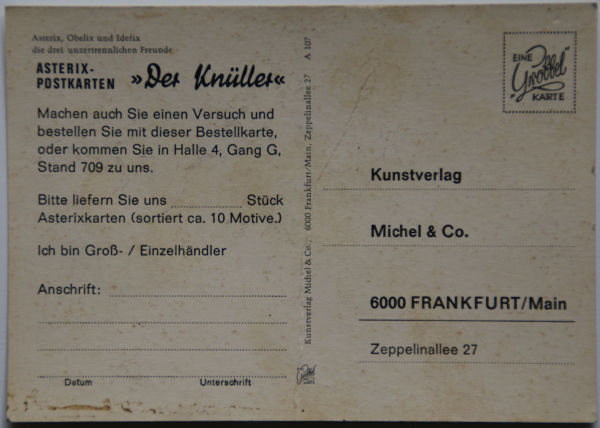 Asterix, Obelix und Idefix
die drei unzertrennlichen Freunde
ASTERIX-
POSTKARTEN »Der Knüller«
Machen auch Sie einen Versuch und
bestellen Sie mit dieser Bestellkarte,
oder kommen Sie in Halle 4, Gang G,
Stand 709 zu uns.
Bitte liefern Sie uns Stück
Asterixkarten (sortiert ca. 10 Motive.)
Ich bin Groß- / Einzelhändler
Anschrift:
Datum Unterschrift
Kunstverlag Michel & Co., 6000 Frankfurt/Main, Zeppelinallee 27 A 107
EINE
"Grobbel"
KARTE
Kunstverlag
Michel & Co.
6000 FRANKFURT/Main
Zeppelinallee 27